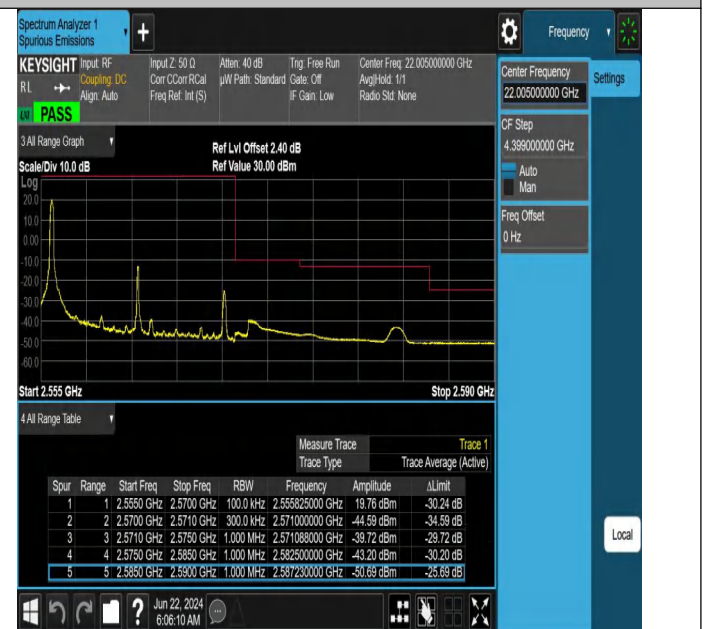 Spectrum Analyzer 1
Spurious Emissions
Frequency
KEYSIGHT Input: RF Input Z: 50 Ω Atten: 40 dB Trig: Free Run Center Freq: 22.005000000 GHz
RL Coupling: DC Corr CCorr RCal µW Path: Standard Gate: Off Avg|Hold: 1/1
Align: Auto Freq Ref: Int (S) IF Gain: Low Radio Std: None
PASS
Center Frequency
22.005000000 GHz
Settings
CF Step
4.399000000 GHz
Auto
Man
Freq Offset
0 Hz
3 All Range Graph
Ref Lvl Offset 2.40 dB
Scale/Div 10.0 dB Ref Value 30.00 dBm
Log
20.0
10.0
0.00
-10.0
-20.0
-30.0
-40.0
-50.0
-60.0
Start 2.555 GHz Stop 2.590 GHz
4 All Range Table
Measure Trace Trace 1
Trace Type Trace Average (Active)
Spur Range Start Freq Stop Freq RBW Frequency Amplitude ΔLimit
1 1 2.5550 GHz 2.5700 GHz 100.0 kHz 2.555825000 GHz 19.76 dBm -30.24 dB
2 2 2.5700 GHz 2.5710 GHz 300.0 kHz 2.571000000 GHz -44.59 dBm -34.59 dB
3 3 2.5710 GHz 2.5750 GHz 1.000 MHz 2.571088000 GHz -39.72 dBm -29.72 dB
4 4 2.5750 GHz 2.5850 GHz 1.000 MHz 2.582500000 GHz -43.20 dBm -30.20 dB
5 5 2.5850 GHz 2.5900 GHz 1.000 MHz 2.587230000 GHz -50.69 dBm -25.69 dB
Local
?
Jun 22, 2024
6:06:10 AM